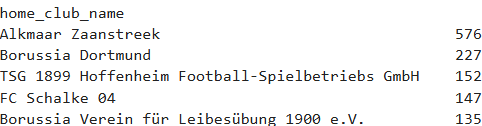 home_club_name
Alkmaar Zaanstreek 576
Borussia Dortmund 227
TSG 1899 Hoffenheim Football-Spielbetriebs GmbH 152
FC Schalke 04 147
Borussia Verein für Leibesübung 1900 e.V. 135